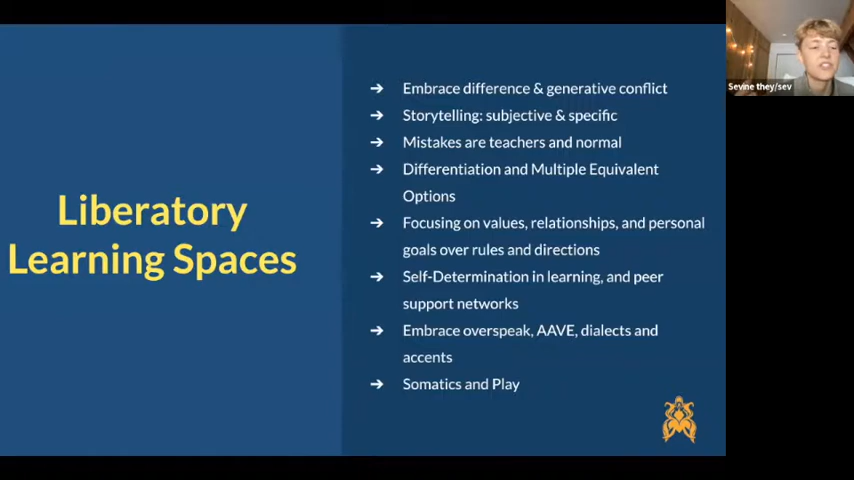 Liberatory
Learning Spaces
➔ Embrace difference & generative conflict
➔ Storytelling: subjective & specific
➔ Mistakes are teachers and normal
➔ Differentiation and Multiple Equivalent
Options
➔ Focusing on values, relationships, and personal
goals over rules and directions
➔ Self-Determination in learning, and peer
support networks
➔ Embrace overspeak, AAVE, dialects and
accents
➔ Somatics and Play
Sevine they/sev